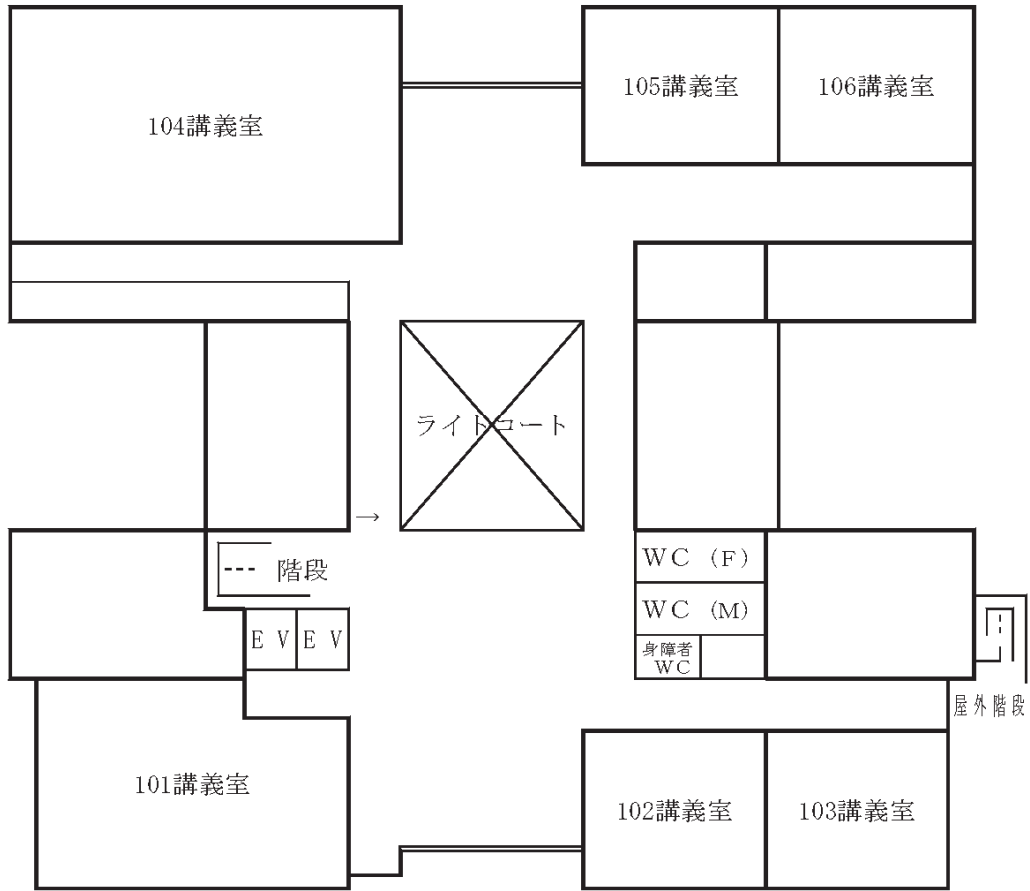 104講義室
105講義室
106講義室
ライトコート
→
階段
WC (F)
WC (M)
EV
EV
身障者
WC
屋外階段
101講義室
102講義室
103講義室